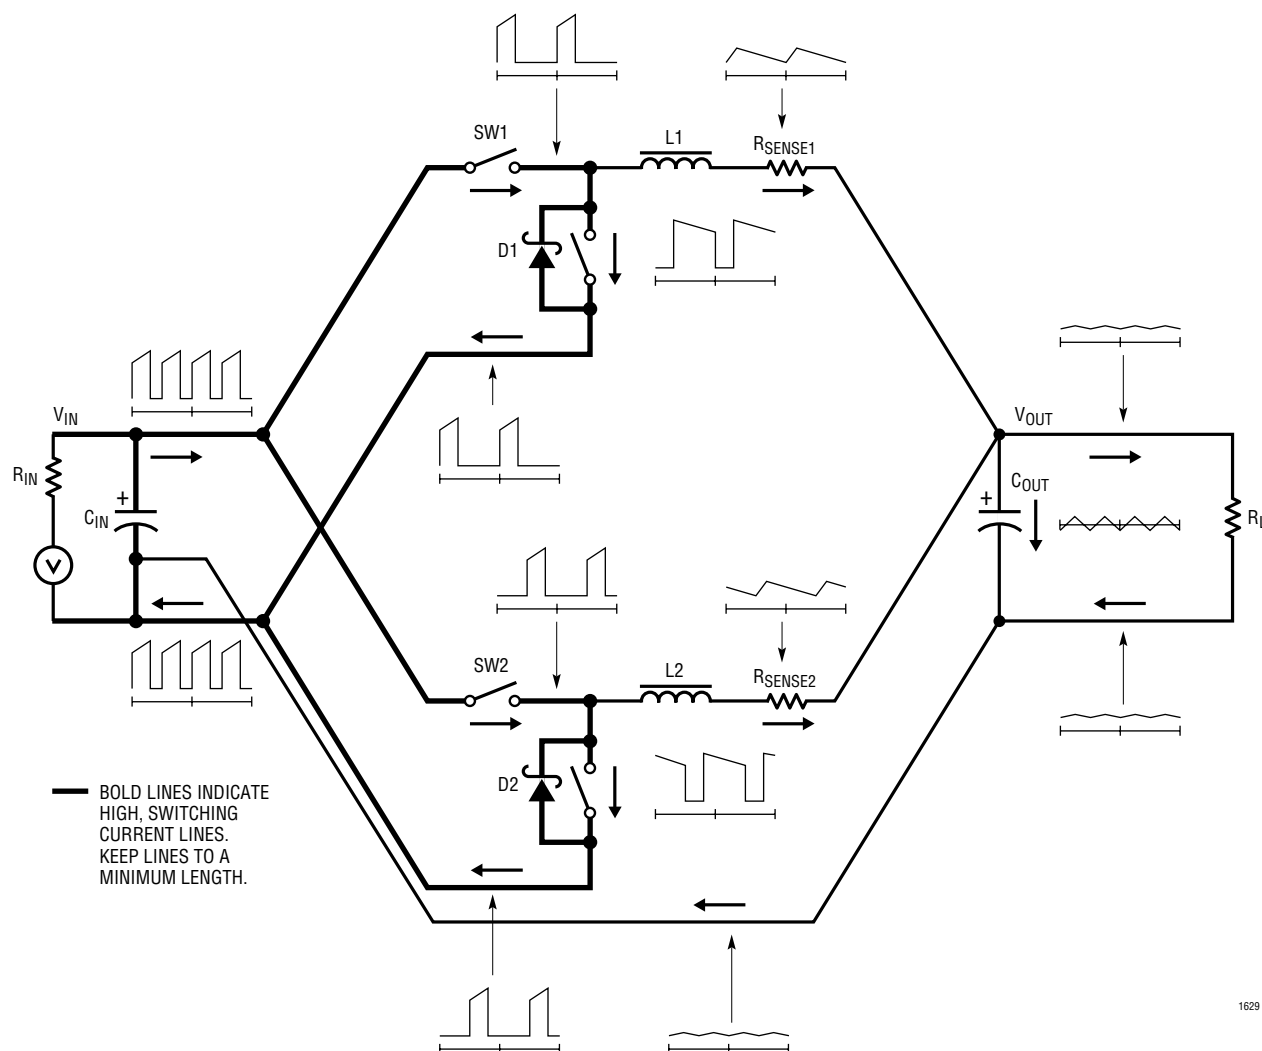 SW1
L1
RSENSE1
D1
VIN
VOUT
RIN
+
CIN
+
COUT
RL
V
SW2
L2
RSENSE2
D2
BOLD LINES INDICATE
HIGH, SWITCHING
CURRENT LINES.
KEEP LINES TO A
MINIMUM LENGTH.
1629